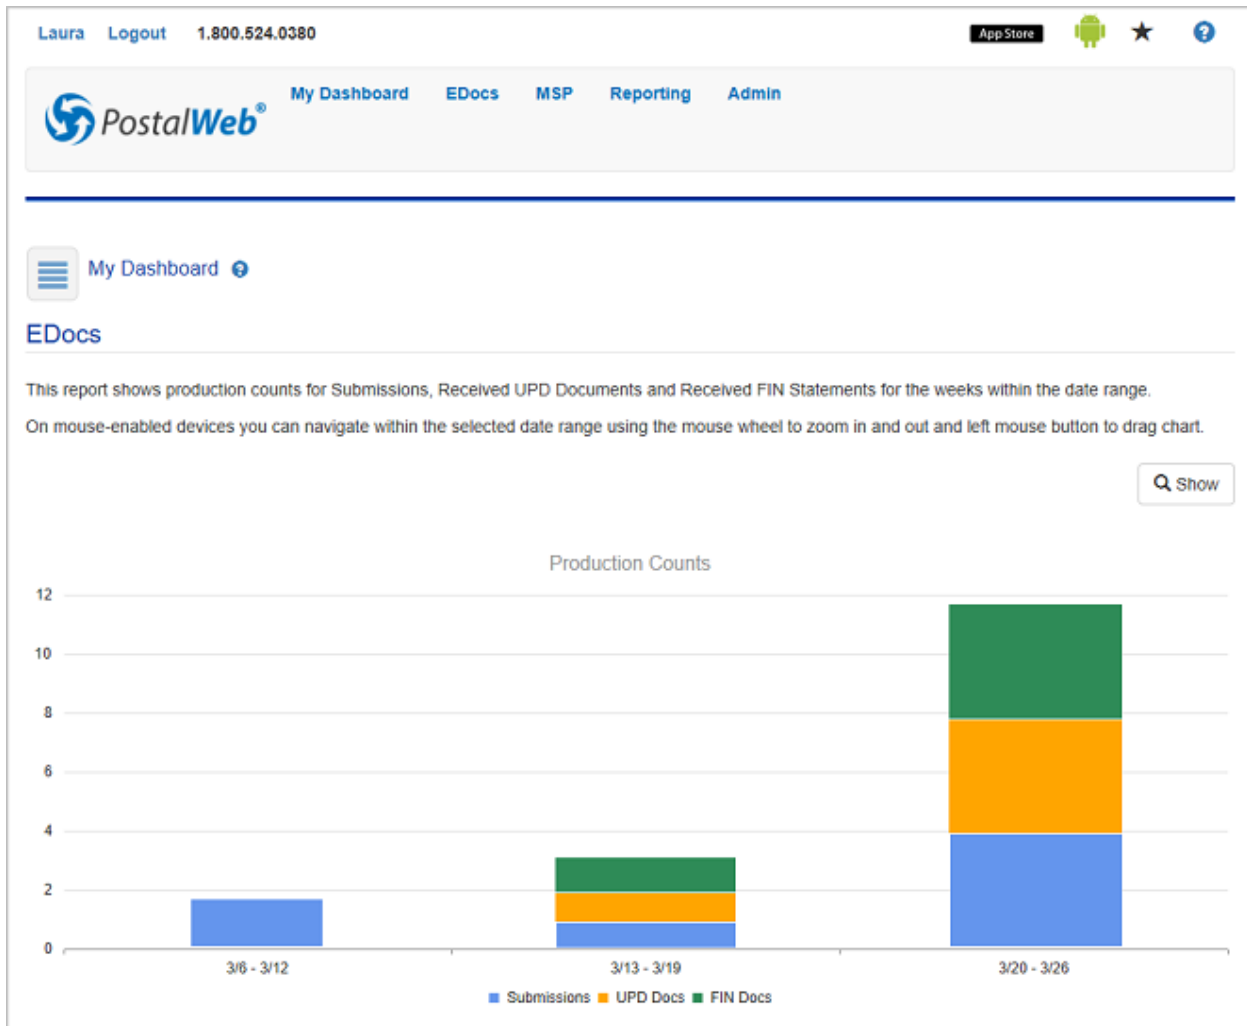 Laura Logout 1.800.524.0380 App Store
PostalWeb® My Dashboard EDocs MSP Reporting Admin
My Dashboard
EDocs
This report shows production counts for Submissions, Received UPD Documents and Received FIN Statements for the weeks within the date range.
On mouse-enabled devices you can navigate within the selected date range using the mouse wheel to zoom in and out and left mouse button to drag chart.
Show
Production Counts
12
10
8
6
4
2
0
3/6 - 3/12 3/13 - 3/19 3/20 - 3/26
Submissions UPD Docs FIN Docs